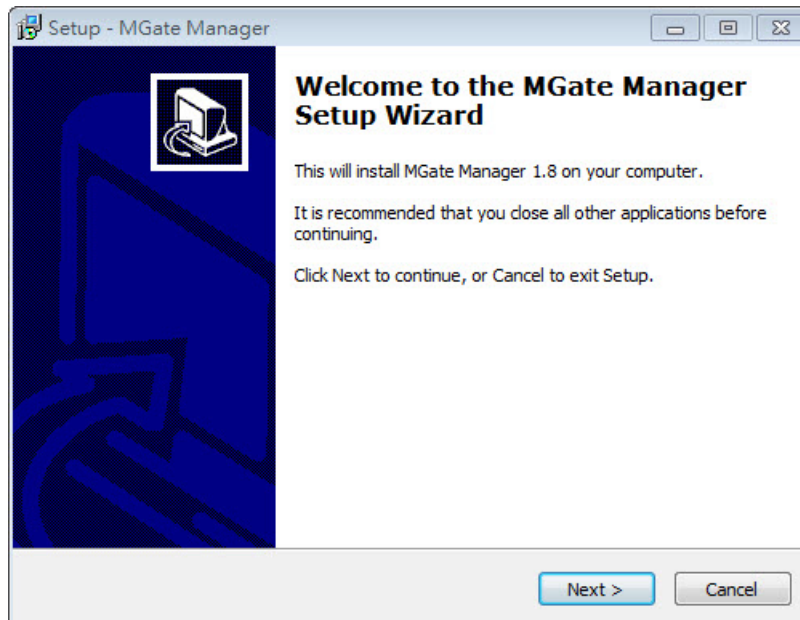 Setup - MGate Manager
Welcome to the MGate Manager
Setup Wizard
This will install MGate Manager 1.8 on your computer.
It is recommended that you close all other applications before
continuing.
Click Next to continue, or Cancel to exit Setup.
Next >
Cancel